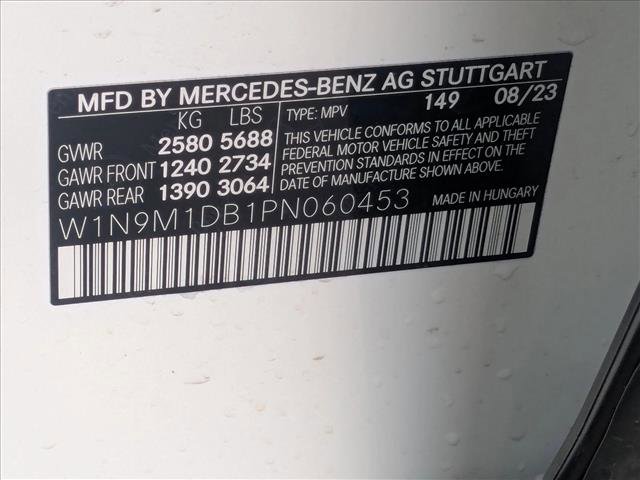 MFD BY MERCEDES-BENZ AG STUTTGART
KG LBS TYPE: MPV 149 08/23
GVWR 2580 5688
GAWR FRONT 1240 2734
GAWR REAR 1390 3064
THIS VEHICLE CONFORMS TO ALL APPLICABLE
FEDERAL MOTOR VEHICLE SAFETY AND THEFT
PREVENTION STANDARDS IN EFFECT ON THE
DATE OF MANUFACTURE SHOWN ABOVE.
W1N9M1DB1PN060453 MADE IN HUNGARY